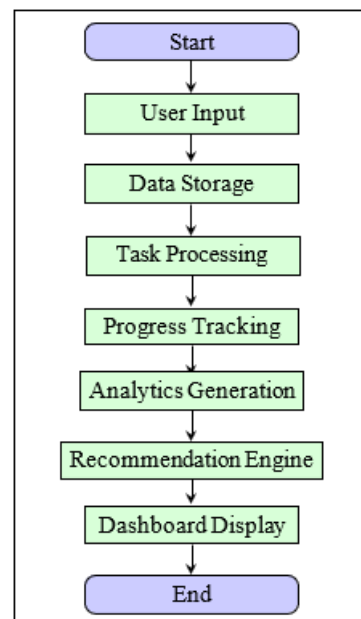 Start
User Input
Data Storage
Task Processing
Progress Tracking
Analytics Generation
Recommendation Engine
Dashboard Display
End